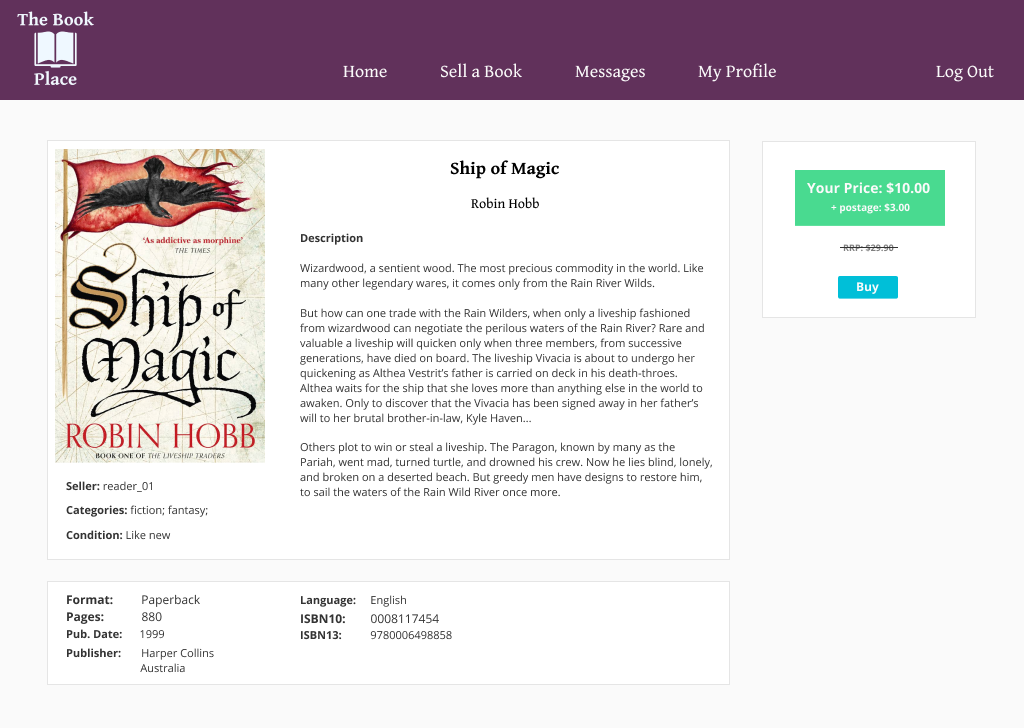 The Book
Place
Home
Sell a Book
Messages
My Profile
Log Out
‘As addictive as morphine’
THE TIMES
Ship of
Magic
ROBIN HOBB
BOOK ONE OF THE LIVESHIP TRADERS
Seller: reader_01
Categories: fiction; fantasy;
Condition: Like new
Ship of Magic
Robin Hobb
Description
Wizardwood, a sentient wood. The most precious commodity in the world. Like
many other legendary wares, it comes only from the Rain River Wilds.
But how can one trade with the Rain Wilders, when only a liveship fashioned
from wizardwood can negotiate the perilous waters of the Rain River? Rare and
valuable a liveship will quicken only when three members, from successive
generations, have died on board. The liveship Vivacia is about to undergo her
quickening as Althea Vestrit’s father is carried on deck in his death-throes.
Althea waits for the ship that she loves more than anything else in the world to
awaken. Only to discover that the Vivacia has been signed away in her father’s
will to her brutal brother-in-law, Kyle Haven...
Others plot to win or steal a liveship. The Paragon, known by many as the
Pariah, went mad, turned turtle, and drowned his crew. Now he lies blind, lonely,
and broken on a deserted beach. But greedy men have designs to restore him,
to sail the waters of the Rain Wild River once more.
Your Price: $10.00
+ postage: $3.00
RRP: $29.90
Buy
Format: Paperback
Pages: 880
Pub. Date: 1999
Publisher: Harper Collins
Australia
Language: English
ISBN10: 0008117454
ISBN13: 9780006498858